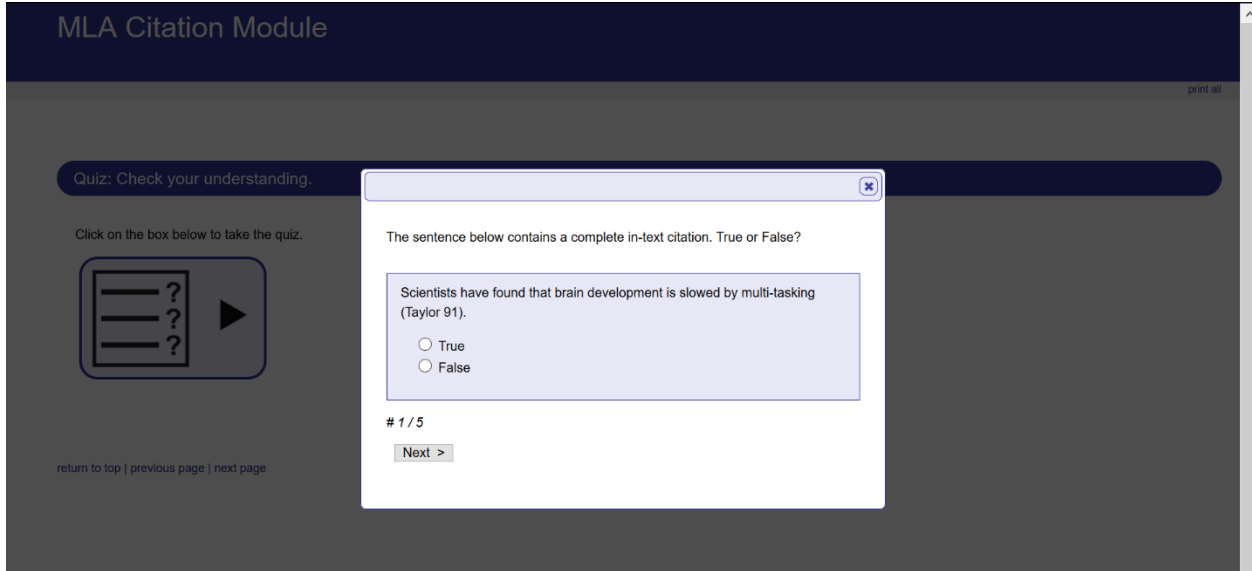 MLA Citation Module
print all
Quiz: Check your understanding.
Click on the box below to take the quiz.
?
?
?
The sentence below contains a complete in-text citation. True or False?
Scientists have found that brain development is slowed by multi-tasking
(Taylor 91).
True
False
# 1 / 5
Next >
return to top | previous page | next page